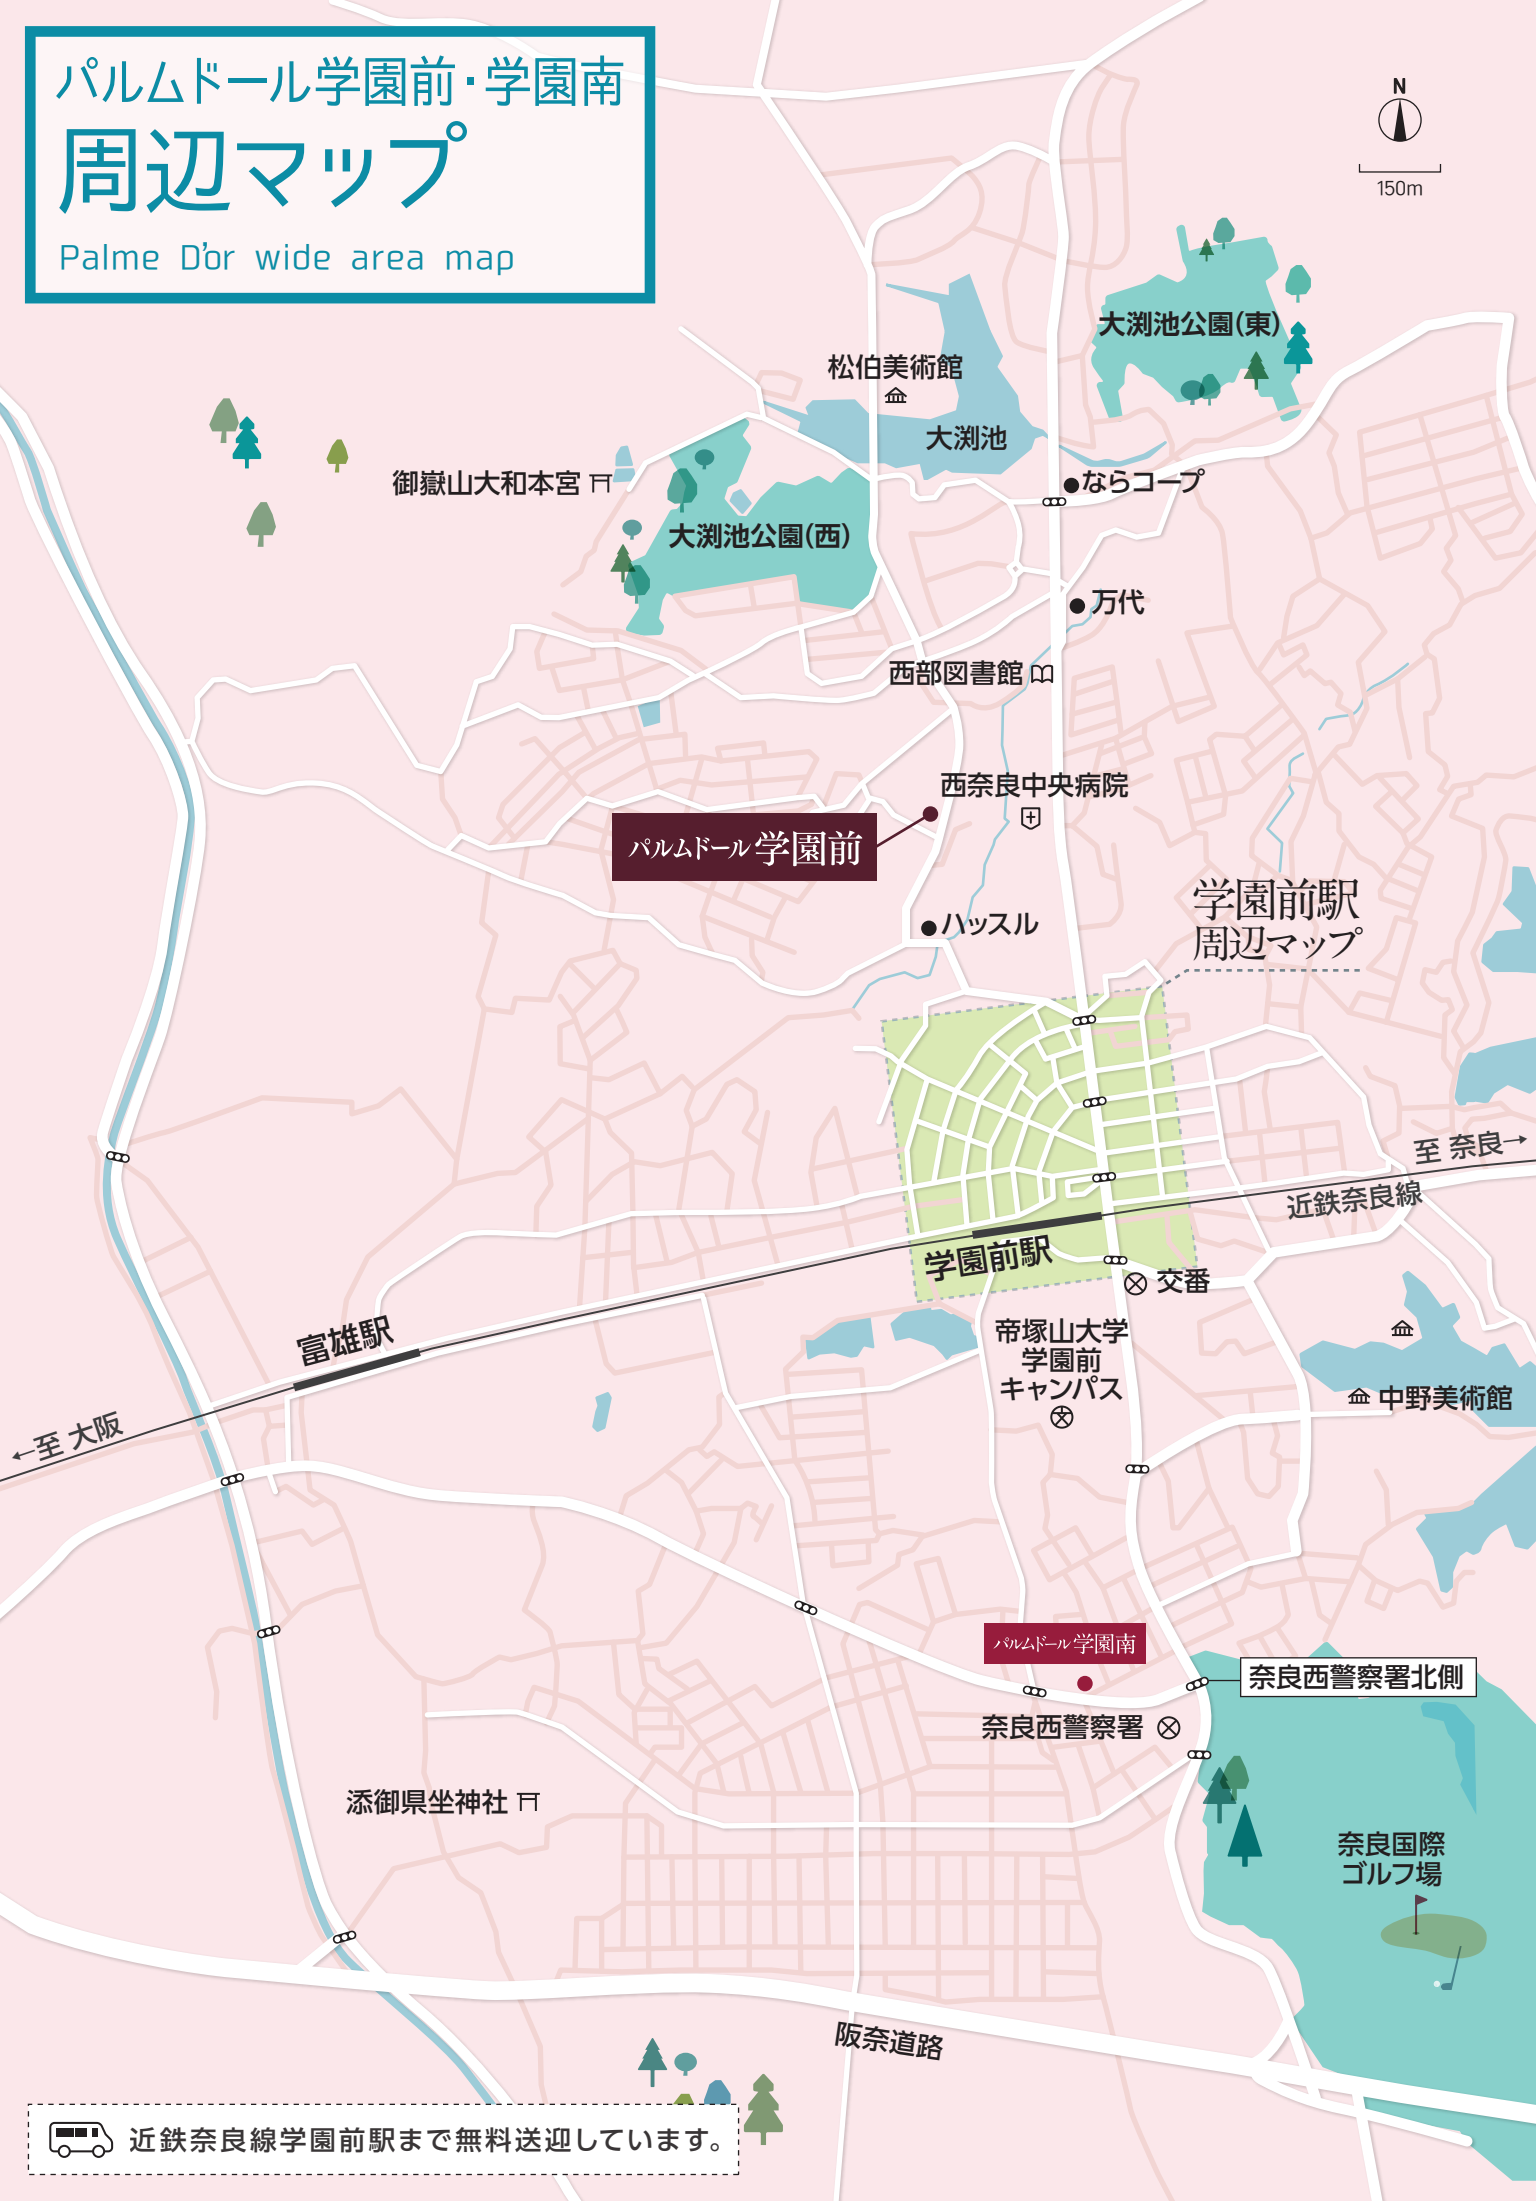 パルムドール学園前・学園南
周辺マップ
Palme D'or wide area map
N
150m
大渕池公園(東)
松伯美術館
大渕池
御嶽山大和本宮
ならコープ
大渕池公園(西)
万代
西部図書館
西奈良中央病院
パルムドール 学園前
学園前駅
周辺マップ
ハッスル
至 奈良→
近鉄奈良線
学園前駅
交番
富雄駅
帝塚山大学
学園前
キャンパス
中野美術館
←至 大阪
パルムドール 学園南
奈良西警察署北側
奈良西警察署
添御県坐神社
奈良国際
ゴルフ場
阪奈道路
近鉄奈良線学園前駅まで無料送迎しています。